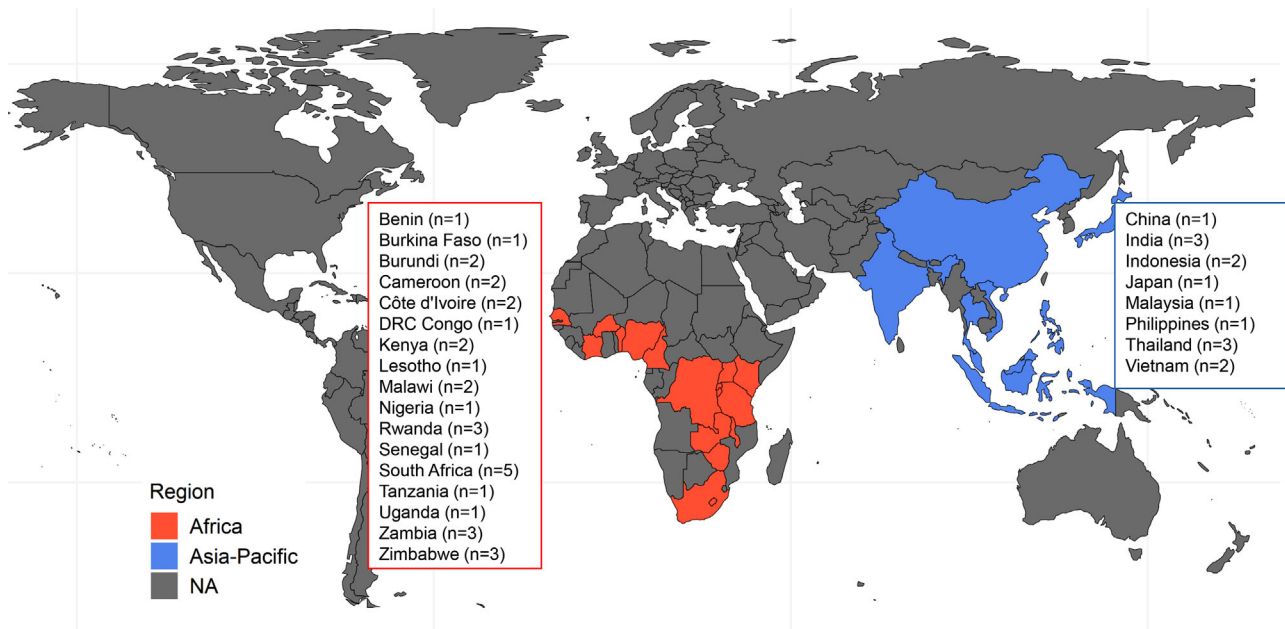 Benin (n=1)
Burkina Faso (n=1)
Burundi (n=2)
Cameroon (n=2)
Côte d'Ivoire (n=2)
DRC Congo (n=1)
Kenya (n=2)
Lesotho (n=1)
Malawi (n=2)
Nigeria (n=1)
Rwanda (n=3)
Senegal (n=1)
South Africa (n=5)
Tanzania (n=1)
Uganda (n=1)
Zambia (n=3)
Zimbabwe (n=3)
China (n=1)
India (n=3)
Indonesia (n=2)
Japan (n=1)
Malaysia (n=1)
Philippines (n=1)
Thailand (n=3)
Vietnam (n=2)
Region
Africa
Asia-Pacific
NA